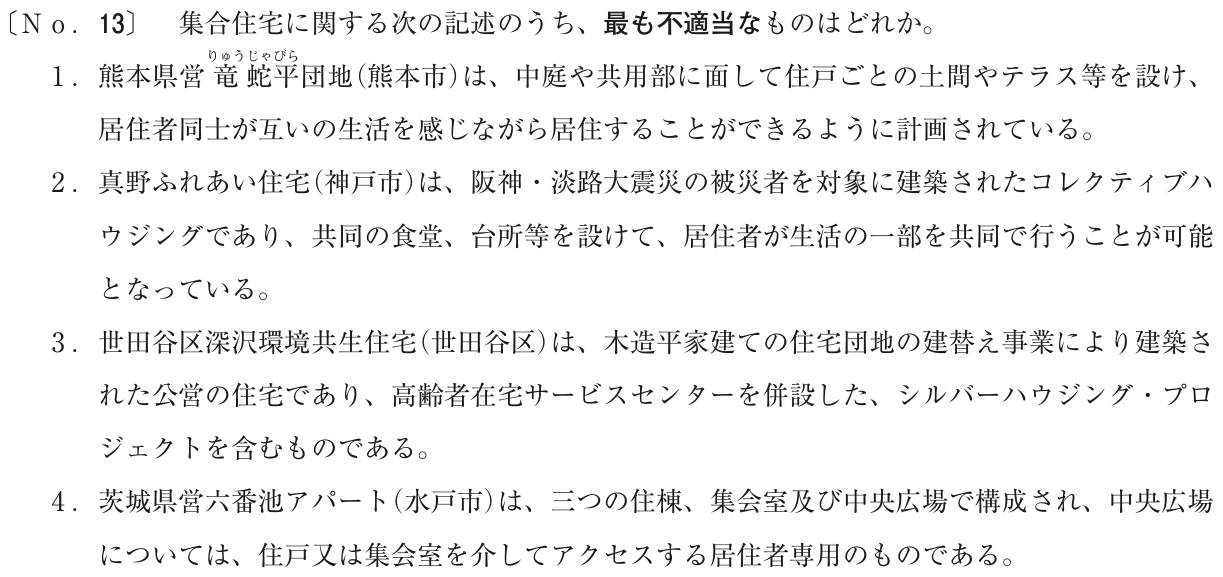 〔Ｎｏ．13〕　集合住宅に関する次の記述のうち、最も不適当なものはどれか。
りゅうじゃびら
１．熊本県営竜蛇平団地(熊本市)は、中庭や共用部に面して住戸ごとの土間やテラス等を設け、
居住者同士が互いの生活を感じながら居住することができるように計画されている。
２．真野ふれあい住宅(神戸市)は、阪神・淡路大震災の被災者を対象に建築されたコレクティブハ
ウジングであり、共同の食堂、台所等を設けて、居住者が生活の一部を共同で行うことが可能
となっている。
３．世田谷区深沢環境共生住宅(世田谷区)は、木造平家建ての住宅団地の建替え事業により建築さ
れた公営の住宅であり、高齢者在宅サービスセンターを併設した、シルバーハウジング・プロ
ジェクトを含むものである。
４．茨城県営六番池アパート(水戸市)は、三つの住棟、集会室及び中央広場で構成され、中央広場
については、住戸又は集会室を介してアクセスする居住者専用のものである。